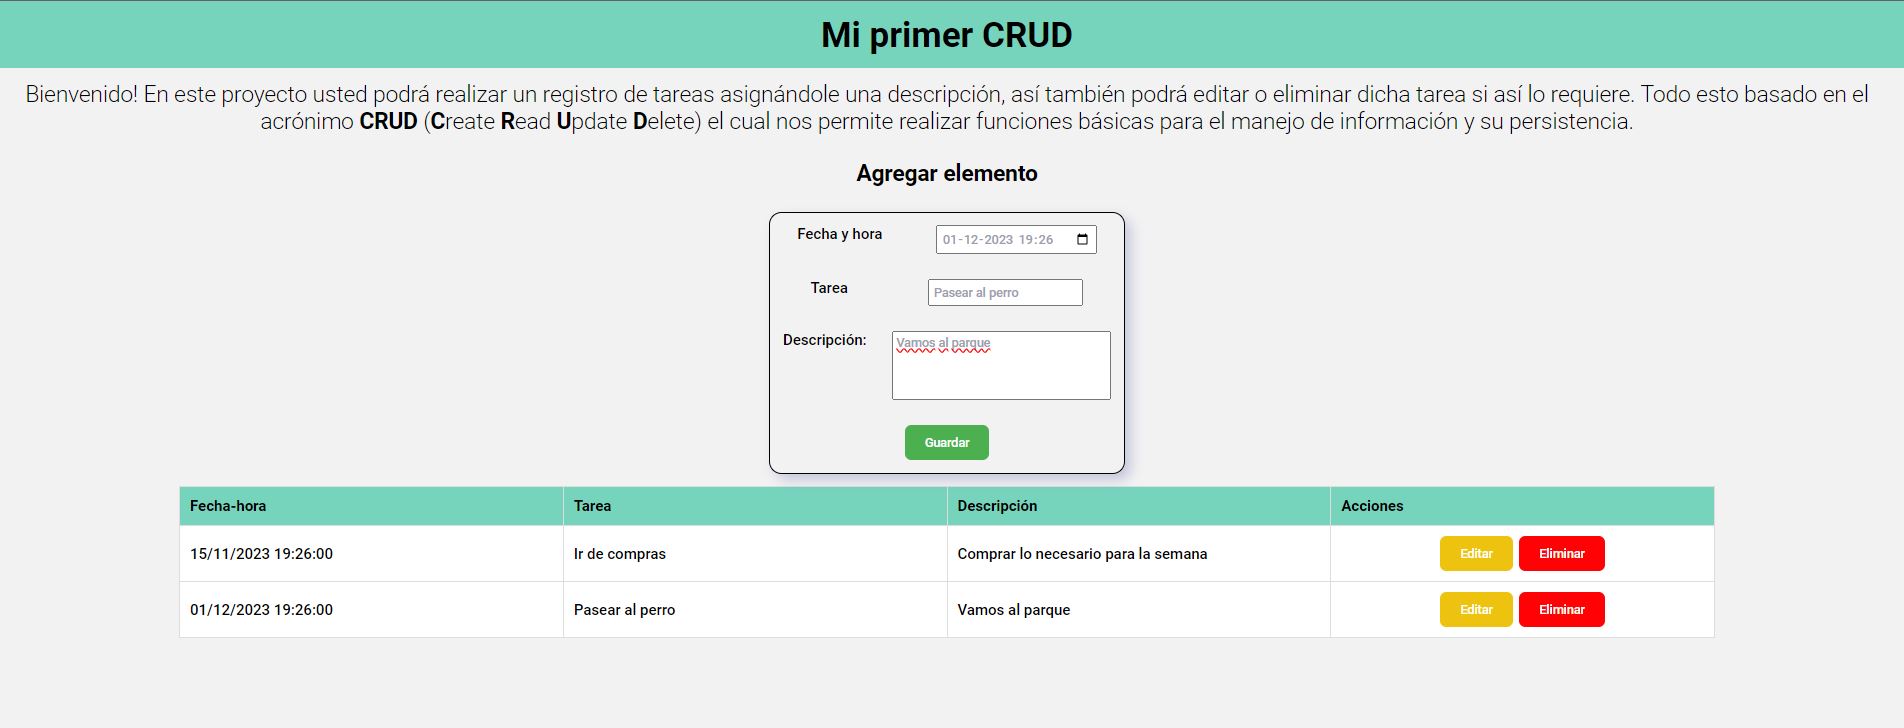 Mi primer CRUD
Bienvenido! En este proyecto usted podrá realizar un registro de tareas asignándole una descripción, así también podrá editar o eliminar dicha tarea si así lo requiere. Todo esto basado en el
acrónimo CRUD (Create Read Update Delete) el cual nos permite realizar funciones básicas para el manejo de información y su persistencia.
Agregar elemento
Fecha y hora 01-12-2023 19:26
Tarea Pasear al perro
Descripción: Vamos al parque
Guardar
Fecha-hora Tarea Descripción Acciones
15/11/2023 19:26:00 Ir de compras Comprar lo necesario para la semana Editar Eliminar
01/12/2023 19:26:00 Pasear al perro Vamos al parque Editar Eliminar